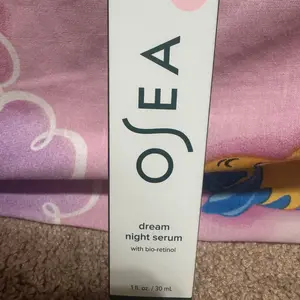 OSEA
dream
night serum
with bio-retinol
1 fl. oz. / 30 mL